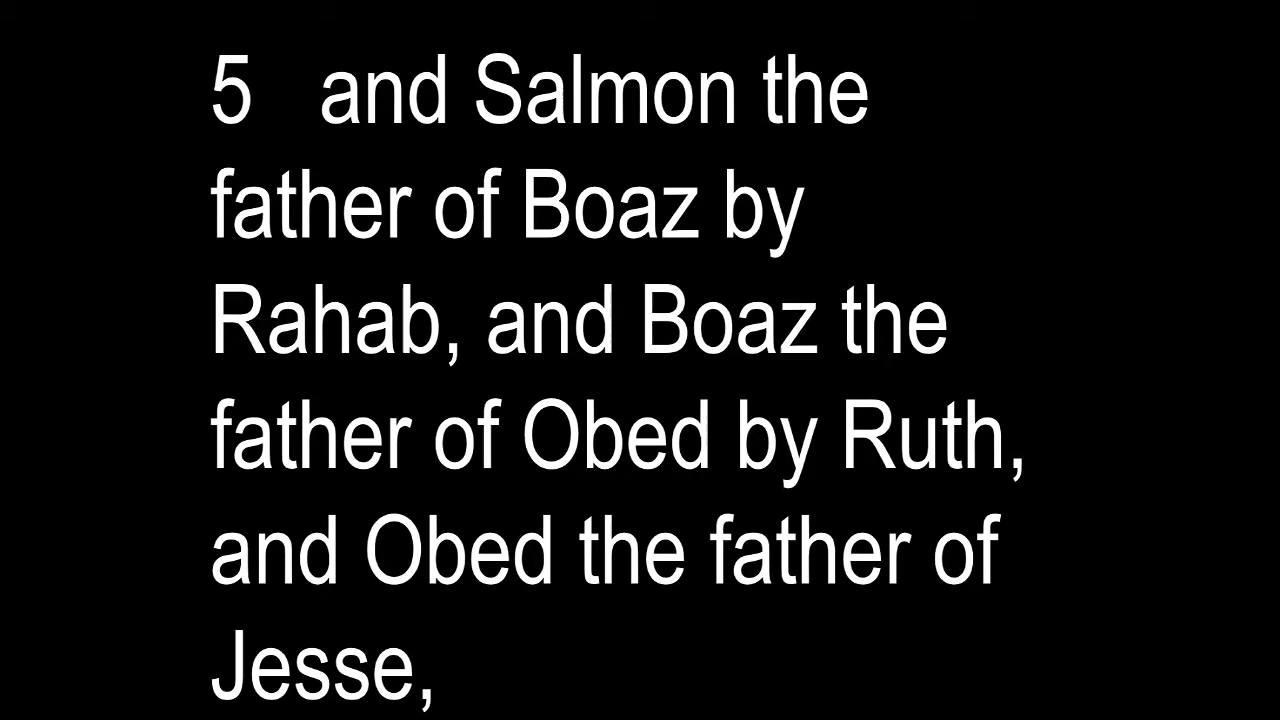 5 and Salmon the
father of Boaz by
Rahab, and Boaz the
father of Obed by Ruth,
and Obed the father of
Jesse,